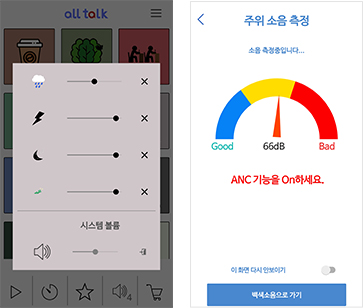 all talk
시스템 볼륨
4
주위 소음 측정
소음 측정중입니다...
Good
66dB
Bad
ANC 기능을 On하세요.
이 화면 다시 안보이기
백색소음으로 가기